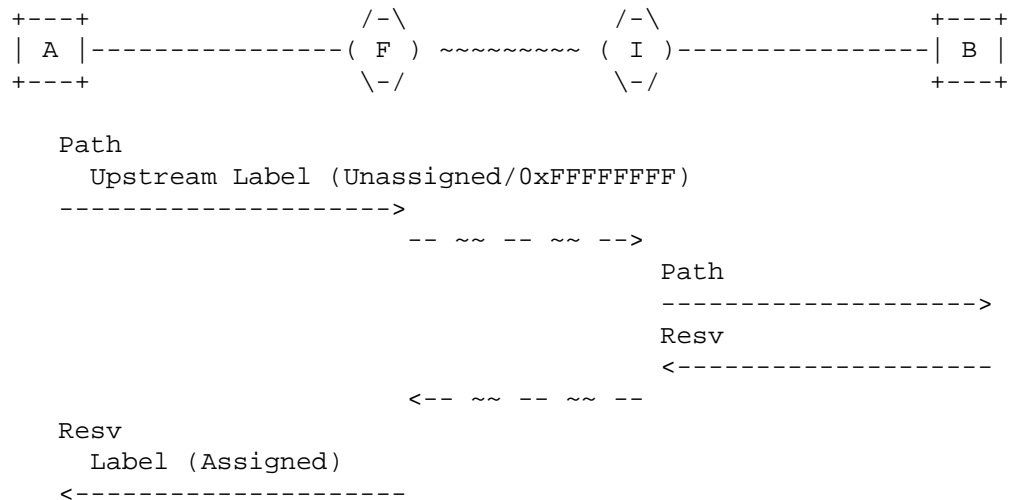 +---+                 /-\               /-\                 +---+
| A |----------------( F ) ~~~~~~~~~ ( I )----------------| B |
+---+                 \-/               \-/                 +---+
Path
Upstream Label (Unassigned/0xFFFFFFFF)
--------------------->
-- ~~ -- ~~ -->
Path
-------------------->
Resv
<--------------------
<-- ~~ -- ~~ --
Resv
Label (Assigned)
<---------------------